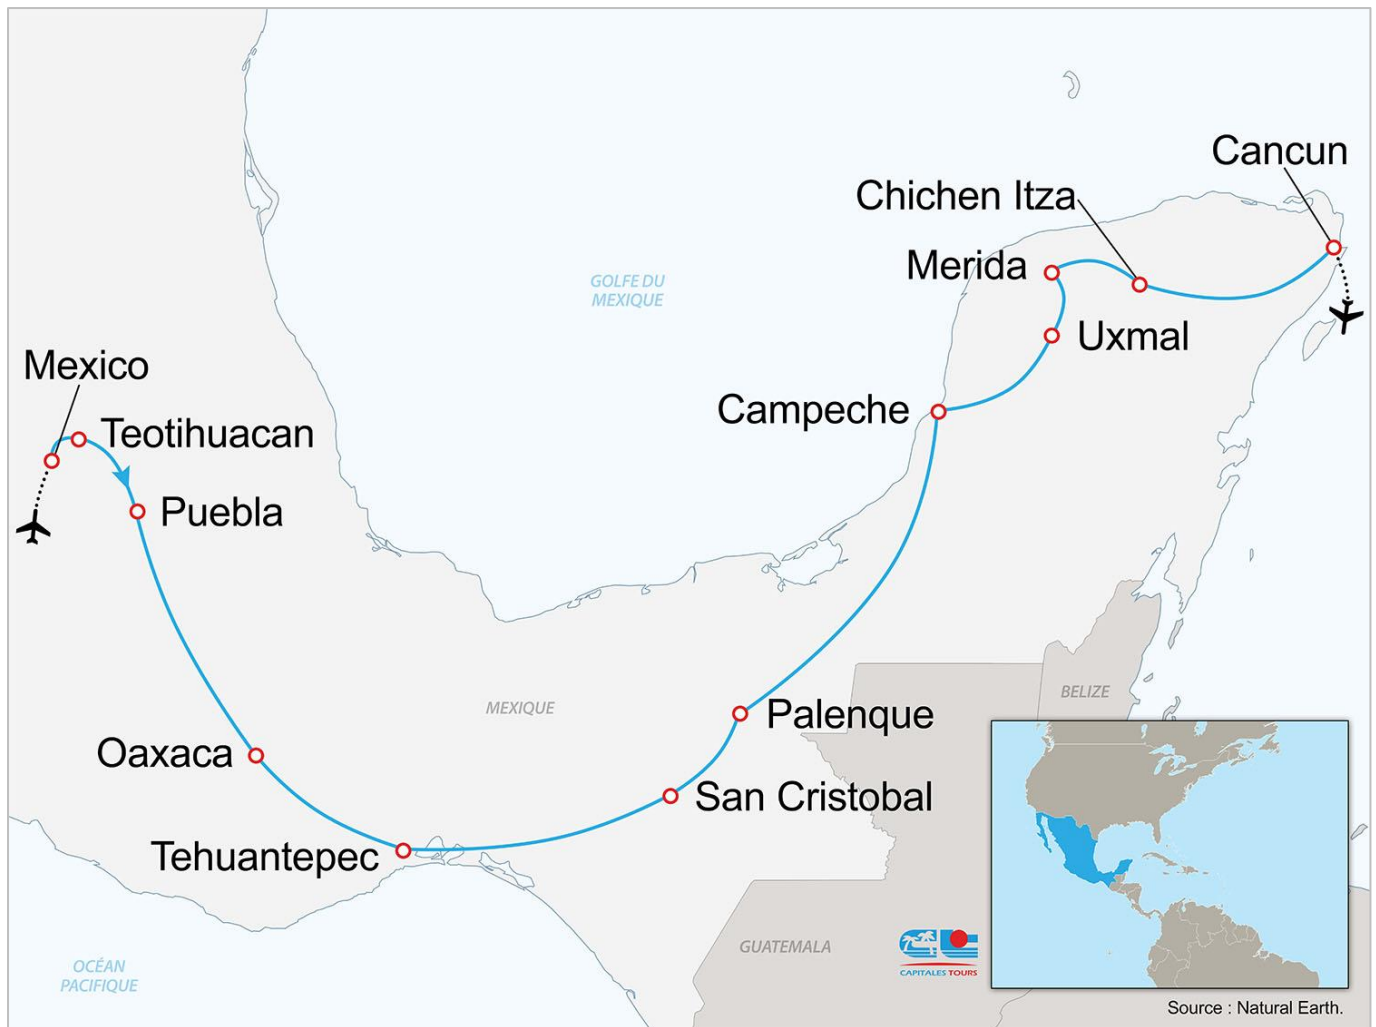 Cancun
Chichen Itza
Merida
GOLFE DU
MEXIQUE
Uxmal
Mexico
Campeche
Teotihuacan
Puebla
BELIZE
MEXIQUE
Palenque
Oaxaca
San Cristobal
Tehuantepec
GUATEMALA
OCÉAN
PACIFIQUE
CAPITALES TOURS
Source : Natural Earth.